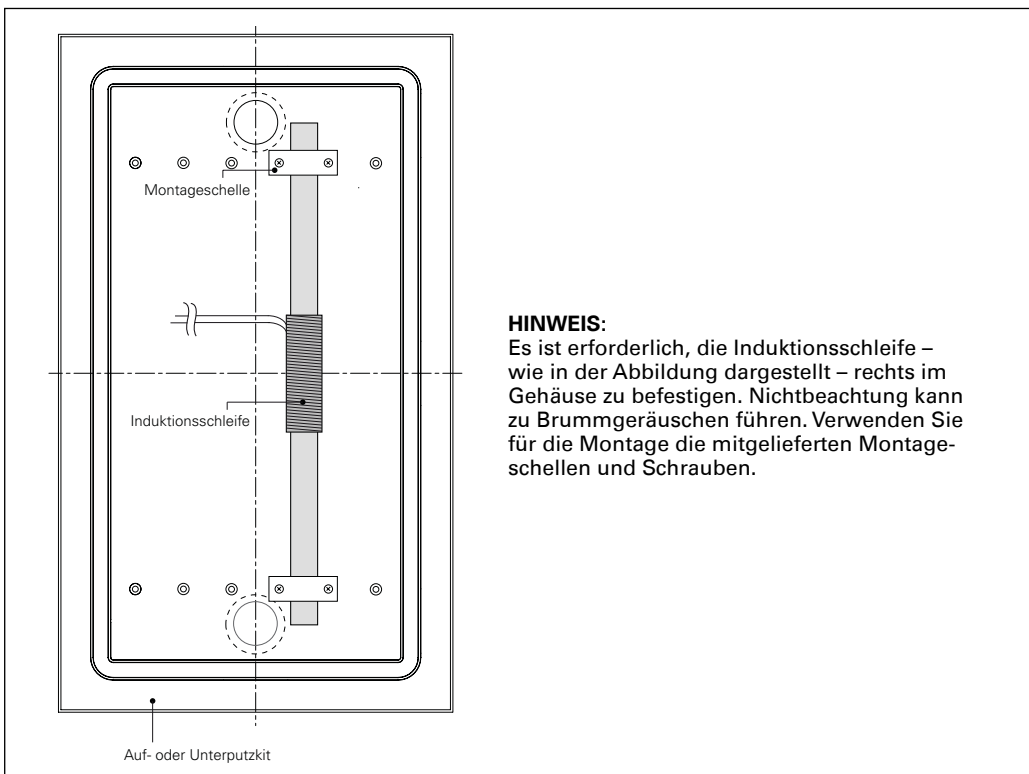 Montageschelle
Induktionsschleife
Auf- oder Unterputzkit
HINWEIS:
Es ist erforderlich, die Induktionsschleife –
wie in der Abbildung dargestellt – rechts im
Gehäuse zu befestigen. Nichtbeachtung kann
zu Brummgeräuschen führen. Verwenden Sie
für die Montage die mitgelieferten Montage-
schellen und Schrauben.